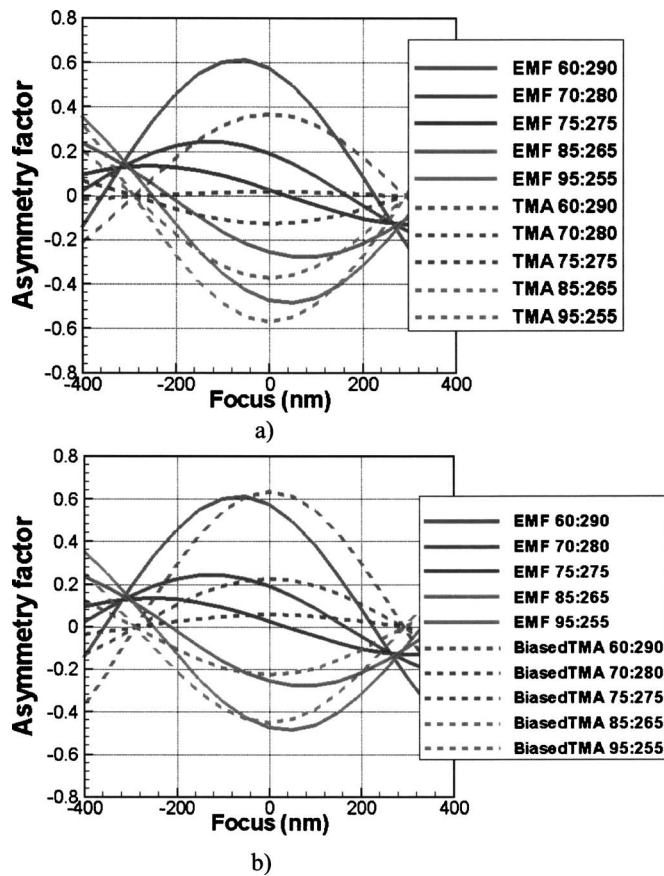 0.8
0.6
0.4
0.2
0
-0.2
-0.4
-0.6
0.8
-400 -200 0 200 400
Asymmetry factor
Focus (nm)
EMF 60:290
EMF 70:280
EMF 75:275
EMF 85:265
EMF 95:255
TMA 60:290
TMA 70:280
TMA 75:275
TMA 85:265
TMA 95:255
a)
0.8
0.6
0.4
0.2
0
-0.2
-0.4
-0.6
-0.8
-400 -200 0 200 400
Asymmetry factor
Focus (nm)
EMF 60:290
EMF 70:280
EMF 75:275
EMF 85:265
EMF 95:255
BiasedTMA 60:290
BiasedTMA 70:280
BiasedTMA 75:275
BiasedTMA 85:265
BiasedTMA 95:255
b)